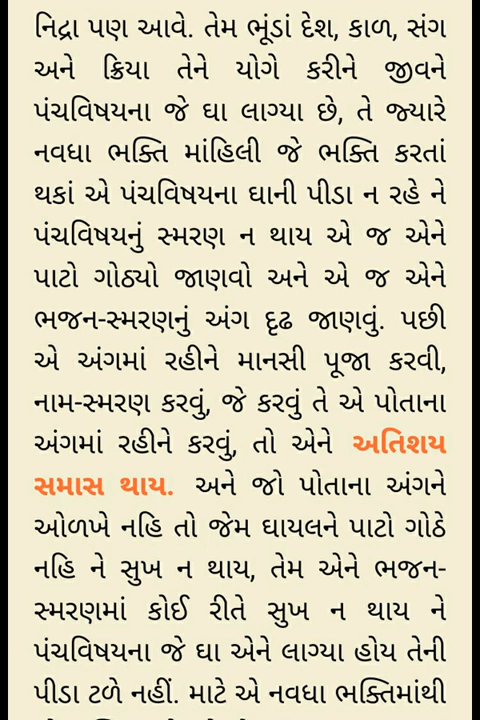 નિદ્રા પણ આવે. તેમ ભૂંડાં દેશ, કાળ, સંગ
અને ક્રિયા તેને યોગે કરીને જીવને
પંચવિષયના જે ઘા લાગ્યા છે, તે જ્યારે
નવધા ભક્તિ માંહિલી જે ભક્તિ કરતાં
થકાં એ પંચવિષયના ઘાની પીડા ન રહે ને
પંચવિષયનું સ્મરણ ન થાય એ જ એને
પાટો ગોઠ્યો જાણવો અને એ જ એને
ભજન-સ્મરણનું અંગ દૃઢ જાણવું. પછી
એ અંગમાં રહીને માનસી પૂજા કરવી,
નામ-સ્મરણ કરવું, જે કરવું તે એ પોતાના
અંગમાં રહીને કરવું, તો એને અતિશય
સમાસ થાય. અને જો પોતાના અંગને
ઓળખે નહિ તો જેમ ઘાયલને પાટો ગોઠે
નહિ ને સુખ ન થાય, તેમ એને ભજન-
સ્મરણમાં કોઈ રીતે સુખ ન થાય ને
પંચવિષયના જે ઘા એને લાગ્યા હોય તેની
પીડા ટળે નહીં. માટે એ નવધા ભક્તિમાંથી